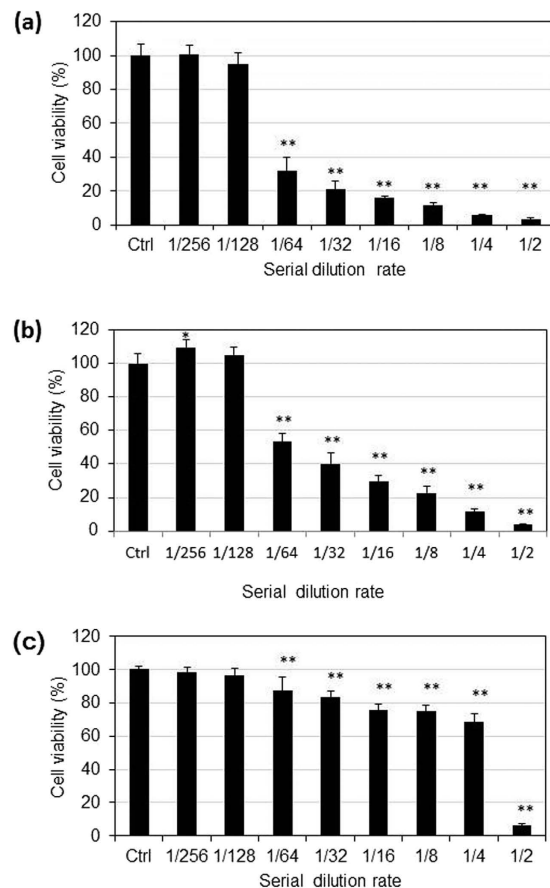 (a)
Cell viability (%)
120
100
80
60
40
20
0
** ** ** ** ** **
Ctrl 1/256 1/128 1/64 1/32 1/16 1/8 1/4 1/2
Serial dilution rate
(b)
Cell viability (%)
120
100
80
60
40
20
0
* ** ** ** ** ** **
Ctrl 1/256 1/128 1/64 1/32 1/16 1/8 1/4 1/2
Serial dilution rate
(c)
Cell viability (%)
120
100
80
60
40
20
0
** ** ** ** ** **
Ctrl 1/256 1/128 1/64 1/32 1/16 1/8 1/4 1/2
Serial dilution rate